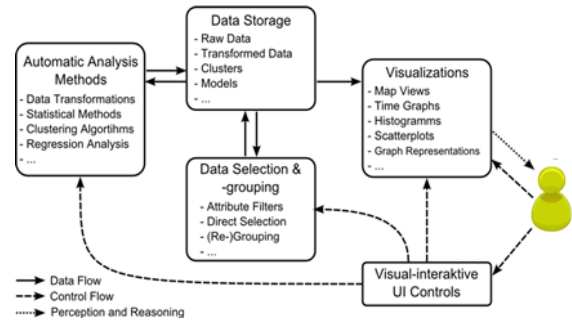 Data Storage
- Raw Data
- Transformed Data
- Clusters
- Models
- ...
Automatic Analysis
Methods
- Data Transformations
- Statistical Methods
- Clustering Algortihms
- Regression Analysis
- ...
Visualizations
- Map Views
- Time Graphs
- Histogramms
- Scatterplots
- Graph Representations
- ...
Data Selection &
-grouping
- Attribute Filters
- Direct Selection
- (Re-)Grouping
- ...
Visual-interaktive
UI Controls
Data Flow
Control Flow
Perception and Reasoning